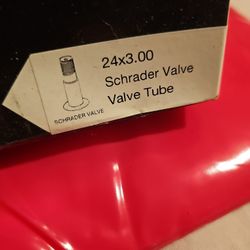 24x3.00
Schrader Valve
Valve Tube
SCHRADER VALVE